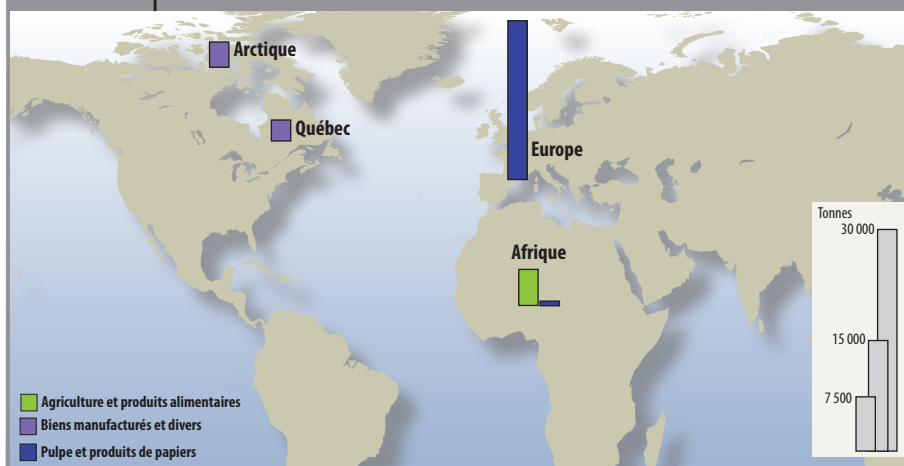 Arctique
Québec
Europe
Afrique
Tonnes
30 000
15 000
7 500
Agriculture et produits alimentaires
Biens manufacturés et divers
Pulpe et produits de papiers